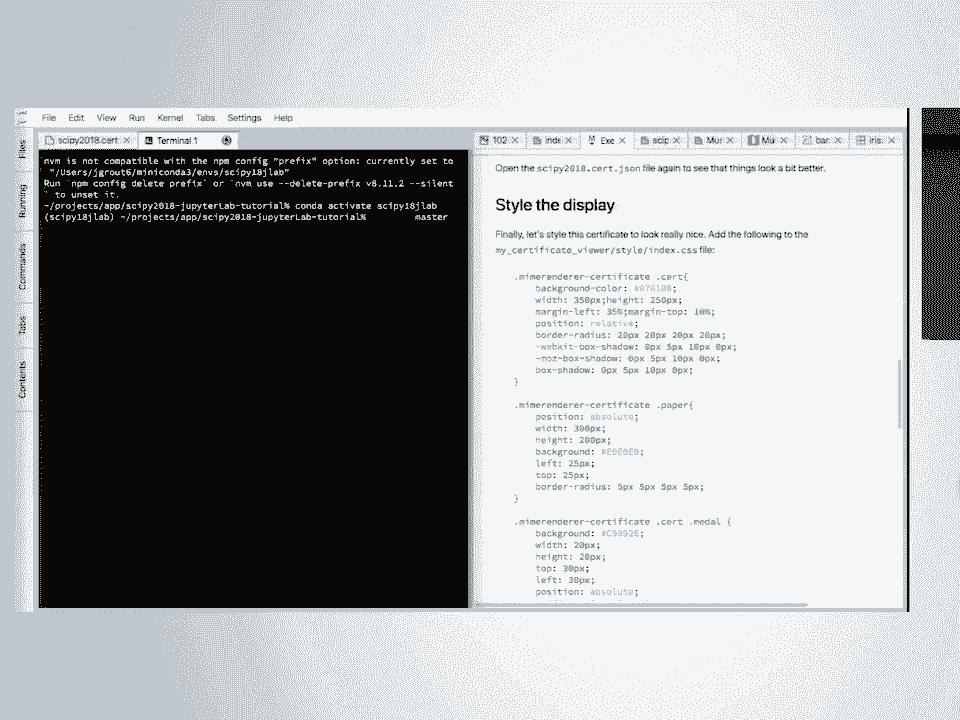 File Edit View Run Kernel Tabs Settings Help
Files
Running
Commands
Tabs
Contents
scipy2018.cert
Terminal 1
nvm is not compatible with the npm config "prefix" option: currently set to
"/Users/jgrout6/miniconda3/envs/scipy18jlab"
Run `npm config delete prefix` or `nvm use --delete-prefix v8.11.2 --silent
` to unset it.
~/projects/app/scipy2018-jupyterLab-tutorial% conda activate scipy18jlab
(scipy18jlab) ~/projects/app/scipy2018-jupyterLab-tutorial% master
102 inde Exe scip Mu bar. iris.
Open the scipy2018.cert.json file again to see that things look a bit better.
Style the display
Finally, let's style this certificate to look really nice. Add the following to the
my_certificate_viewer/style/index.css file:
.mimerenderer-certificate .cert{
background-color:
width: 350px;height: 250px;
margin-left: 35%;margin-top: 10%;
position: relative;
border-radius: 20px 20px 20px 20px;
-webkit-box-shadow: 0px 5px 10px 0px;
-moz-box-shadow: 0px 5px 10px 0px;
box-shadow: 0px 5px 10px 0px;
}
.mimerenderer-certificate .paper{
position: absolute;
width: 300px;
height: 200px;
background: #E0E0E0;
left: 25px;
top: 25px;
border-radius: 5px 5px 5px 5px;
}
.mimerenderer-certificate .cert .medal {
background: #C9992E;
width: 20px;
height: 20px;
top: 30px;
left: 30px;
position: absolute;